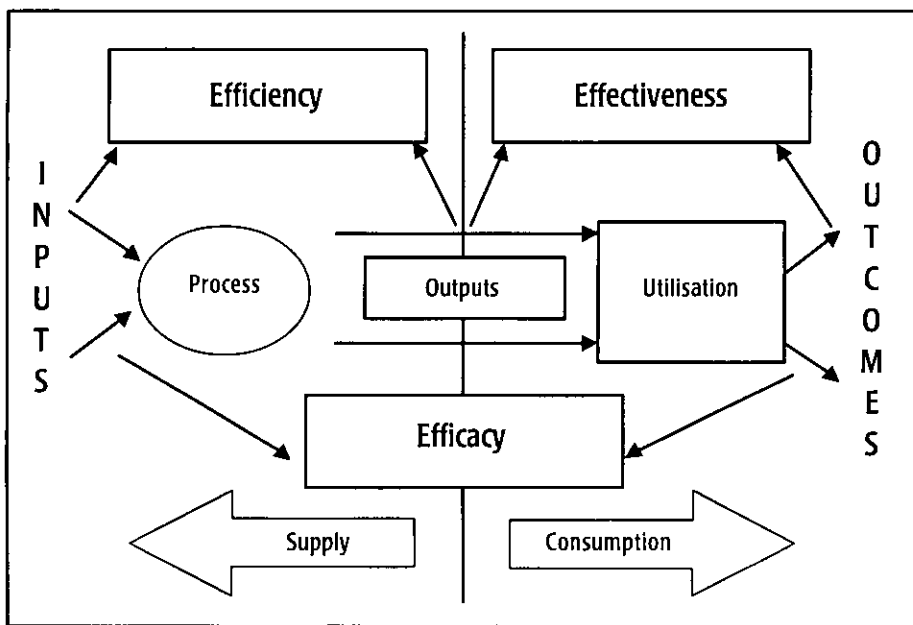 Efficiency
Effectiveness
INPUTS
OUTCOMES
Process
Outputs
Utilisation
Efficacy
Supply
Consumption